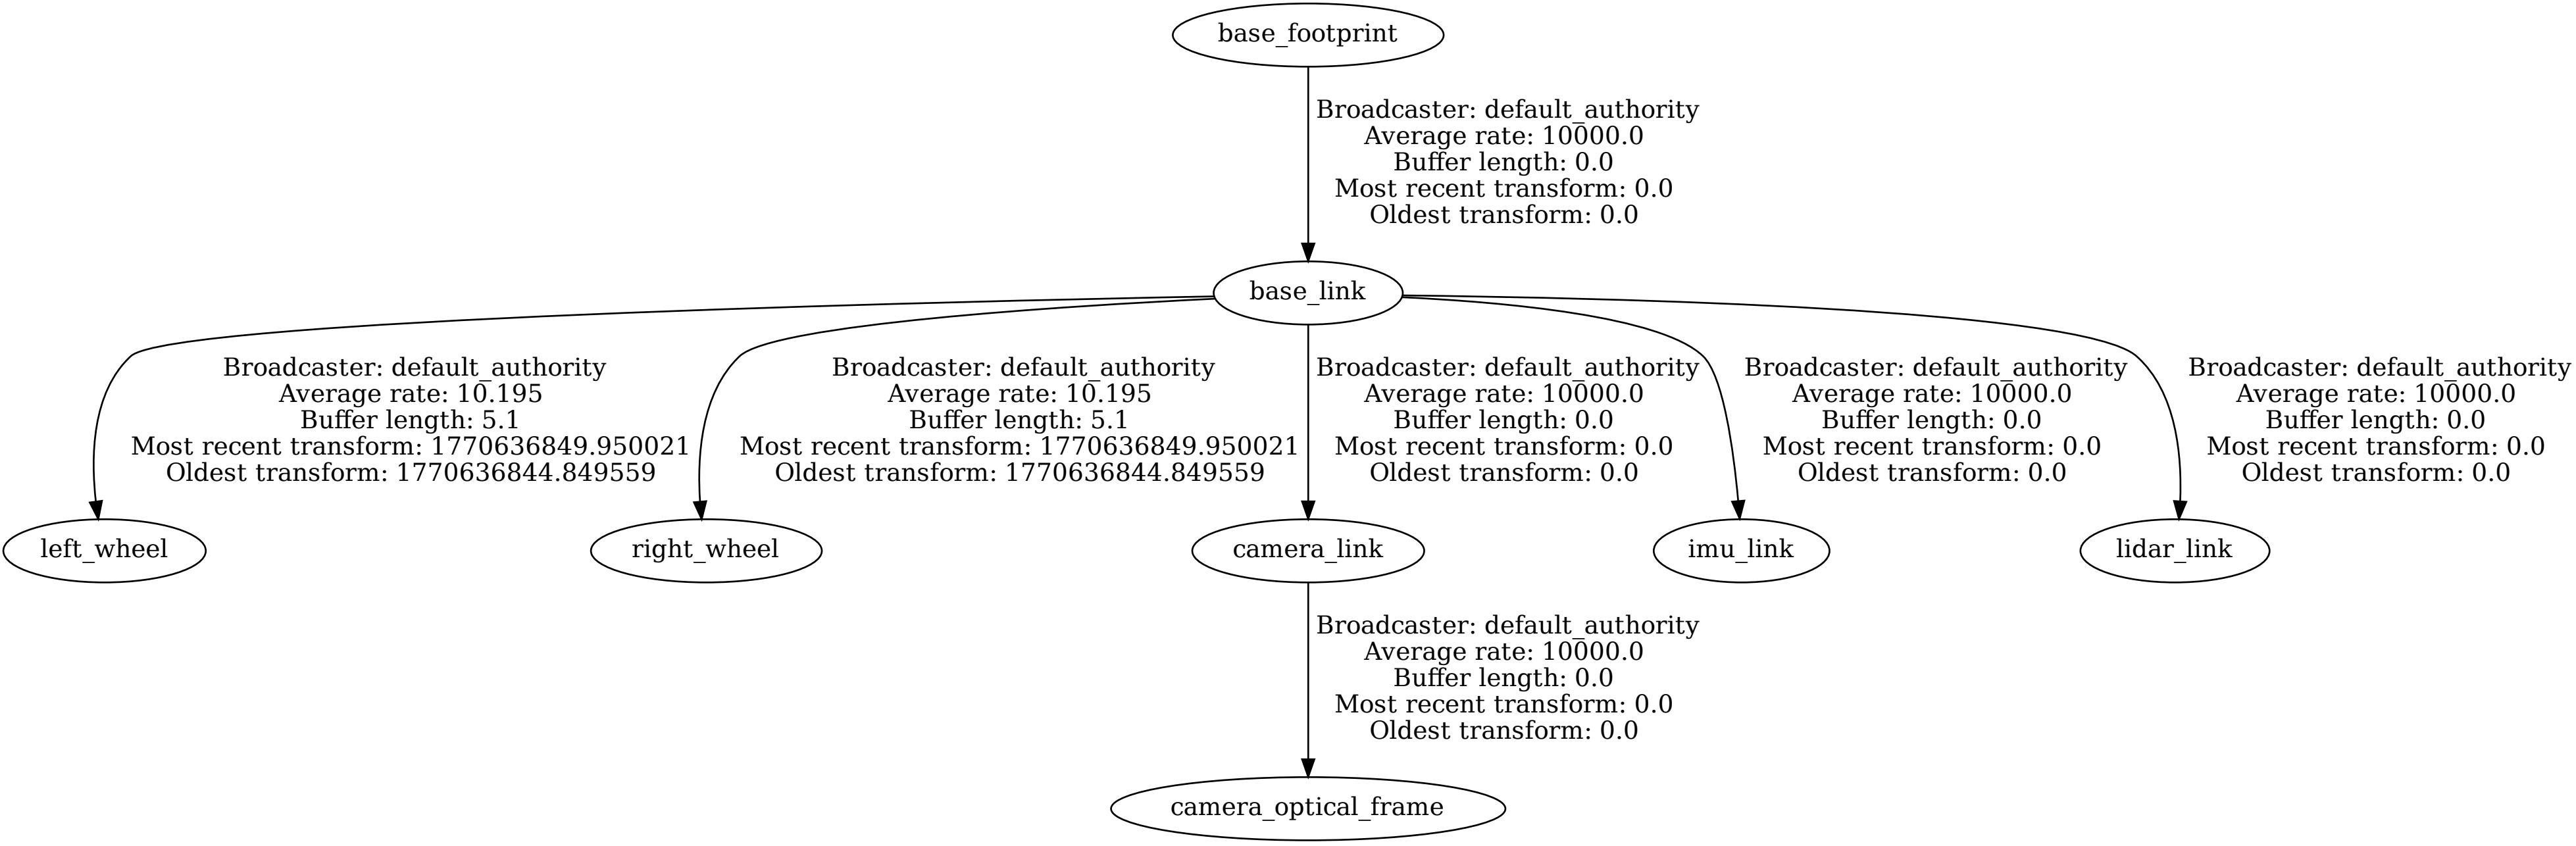 base_footprint
Broadcaster: default_authority
Average rate: 10000.0
Buffer length: 0.0
Most recent transform: 0.0
Oldest transform: 0.0
base_link
Broadcaster: default_authority
Average rate: 10.195
Buffer length: 5.1
Most recent transform: 1770636849.950021
Oldest transform: 1770636844.849559
Broadcaster: default_authority
Average rate: 10.195
Buffer length: 5.1
Most recent transform: 1770636849.950021
Oldest transform: 1770636844.849559
Broadcaster: default_authority
Average rate: 10000.0
Buffer length: 0.0
Most recent transform: 0.0
Oldest transform: 0.0
Broadcaster: default_authority
Average rate: 10000.0
Buffer length: 0.0
Most recent transform: 0.0
Oldest transform: 0.0
Broadcaster: default_authority
Average rate: 10000.0
Buffer length: 0.0
Most recent transform: 0.0
Oldest transform: 0.0
left_wheel
right_wheel
camera_link
imu_link
lidar_link
Broadcaster: default_authority
Average rate: 10000.0
Buffer length: 0.0
Most recent transform: 0.0
Oldest transform: 0.0
camera_optical_frame